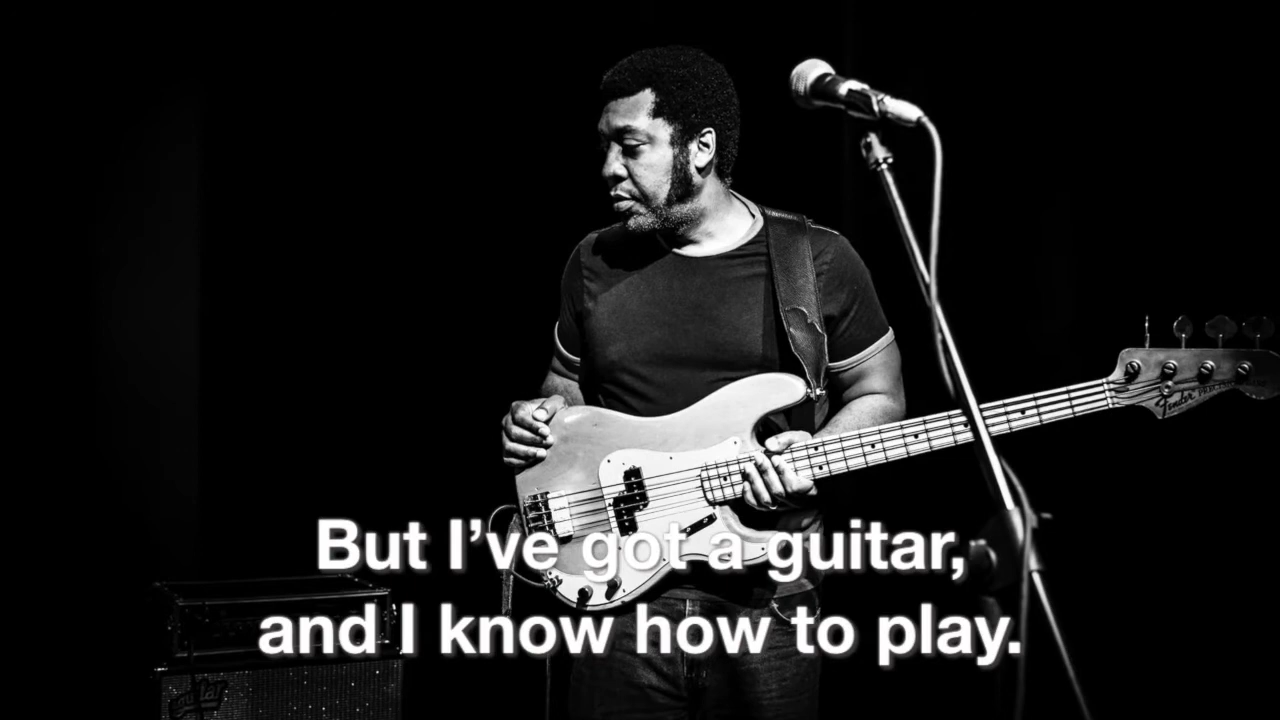 Fender
But I’ve got a guitar,
and I know how to play.